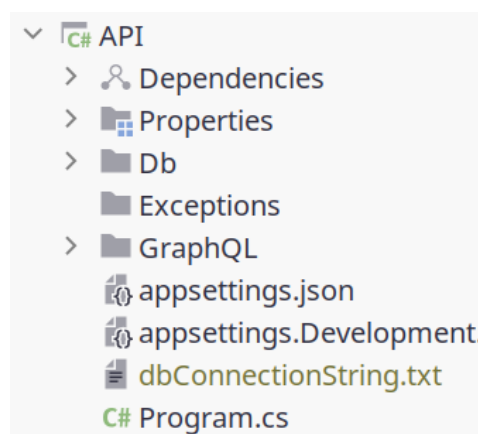 C# API
Dependencies
Properties
Db
Exceptions
GraphQL
{} appsettings.json
{} appsettings.Development.
dbConnectionString.txt
C# Program.cs